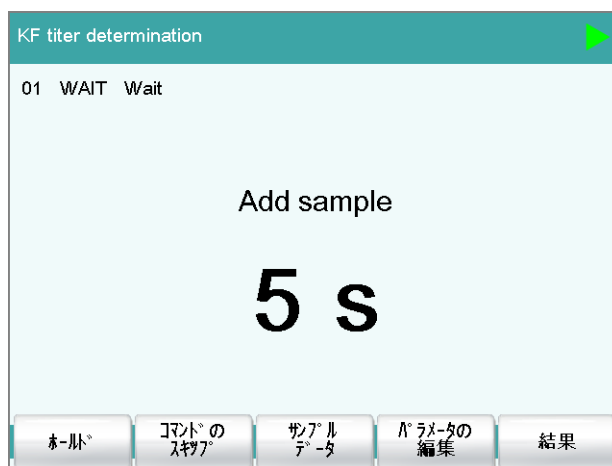 KF titer determination
01 WAIT Wait
Add sample
5 s
ﾎｰﾙﾄﾞ
ｺﾏﾝﾄﾞの
ｽｷｯﾌﾟ
ｻﾝﾌﾟﾙ
ﾃﾞｰﾀ
ﾊﾟﾗﾒｰﾀの
編集
結果